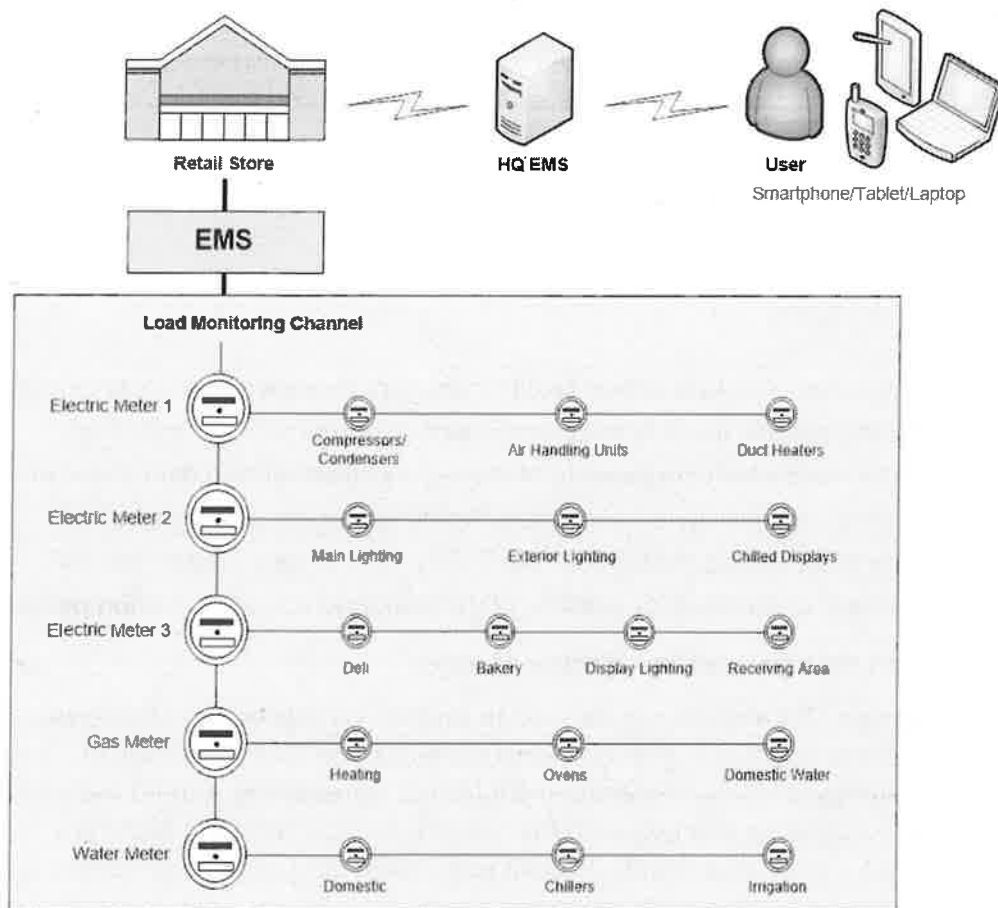 Retail Store
HQ EMS
User
Smartphone/Tablet/Laptop
EMS
Load Monitoring Channel
Electric Meter 1
Compressors/
Condensers
Air Handling Units
Duct Heaters
Electric Meter 2
Main Lighting
Exterior Lighting
Chilled Displays
Electric Meter 3
Deli
Bakery
Display Lighting
Receiving Area
Gas Meter
Heating
Ovens
Domestic Water
Water Meter
Domestic
Chillers
Irrigation